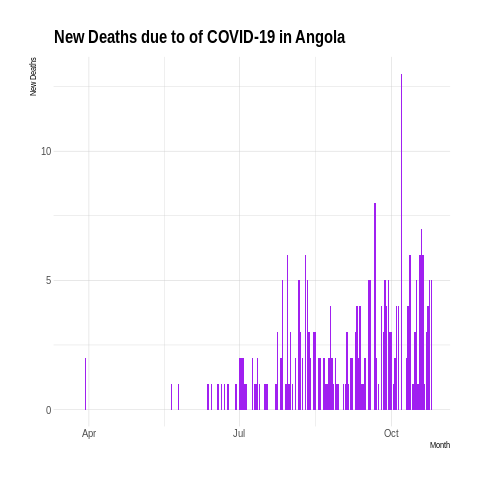 New Deaths due to of COVID-19 in Angola
New Deaths
10
5
0
Apr
Jul
Oct
Month